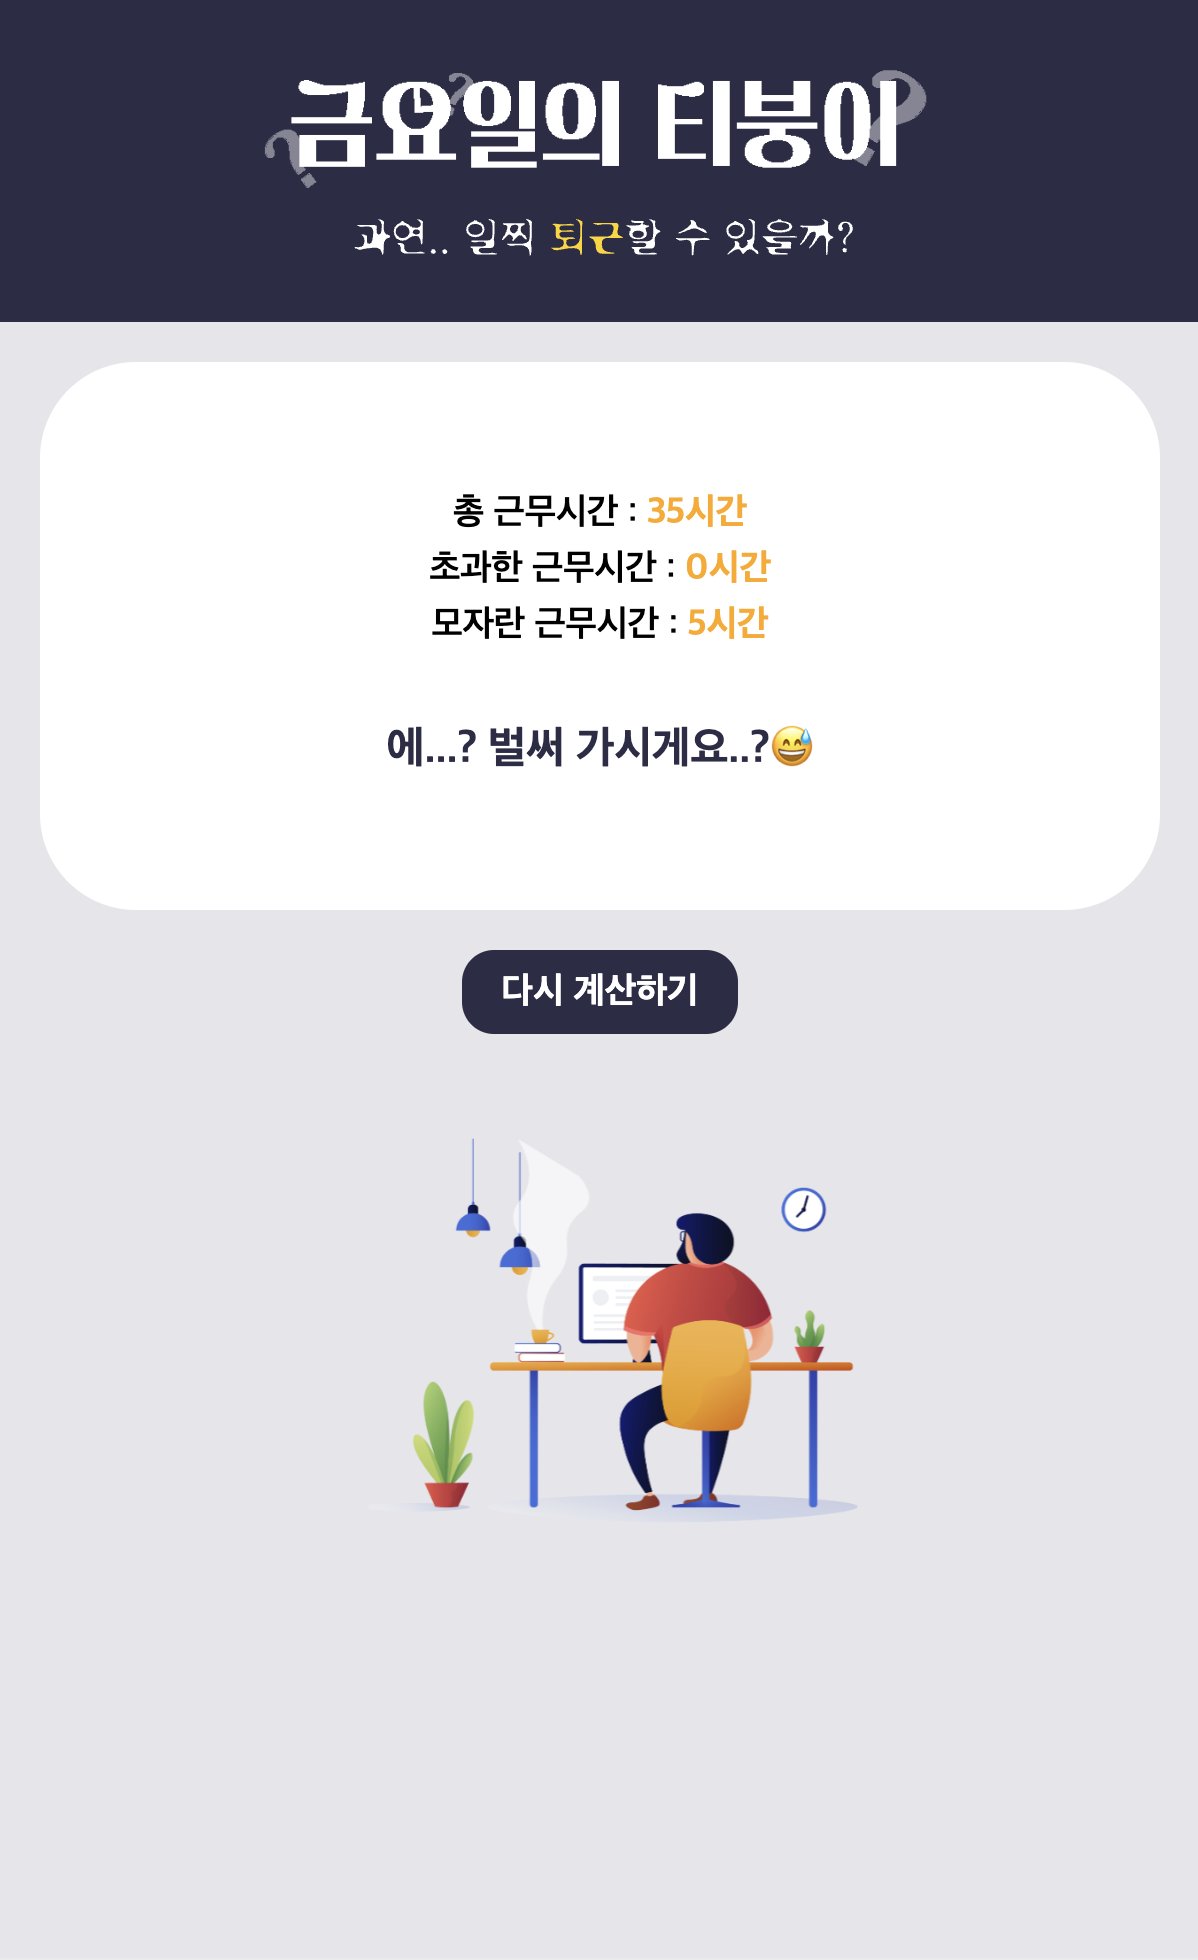 금요일의 티붕이
과연.. 일찍 퇴근할 수 있을까?
총 근무시간 : 35시간
초과한 근무시간 : 0시간
모자란 근무시간 : 5시간
에...? 벌써 가시게요..?😅
다시 계산하기